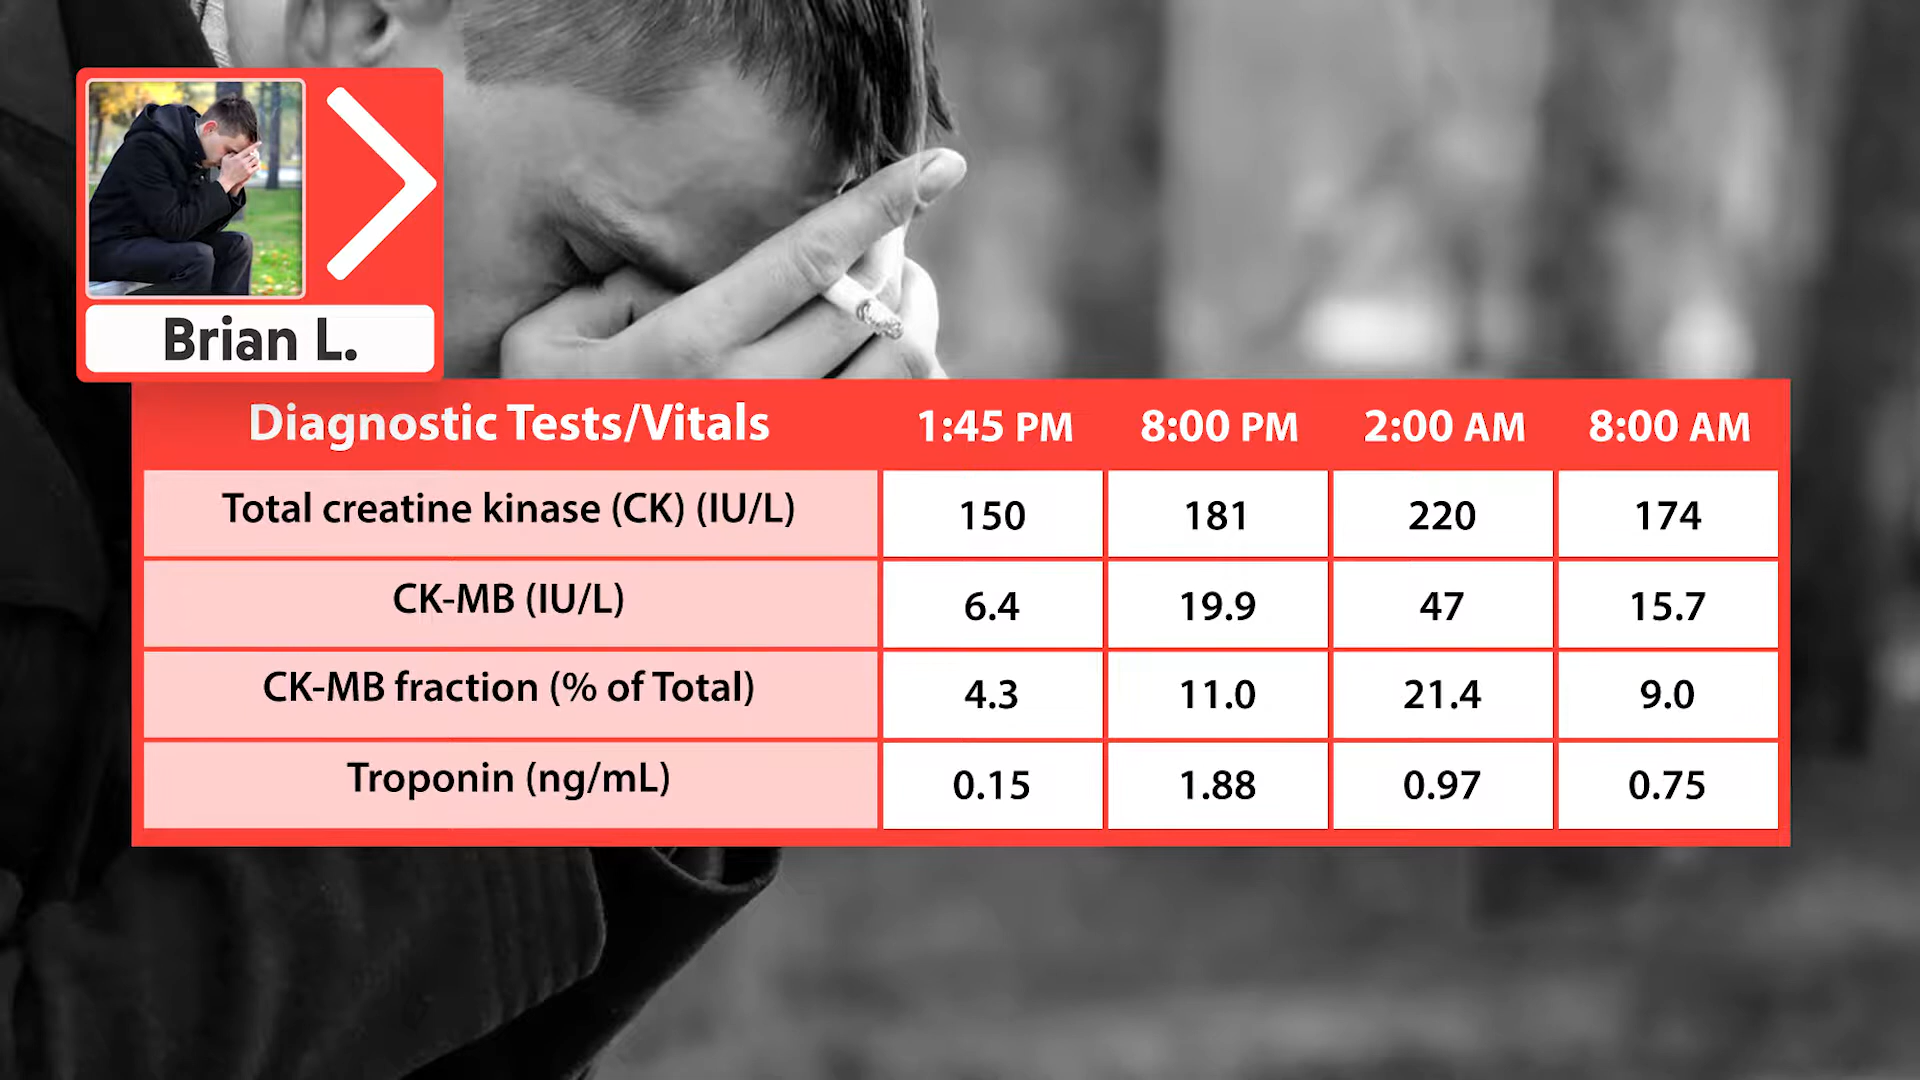 Brian L.
Diagnostic Tests/Vitals 1:45 PM 8:00 PM 2:00 AM 8:00 AM
Total creatine kinase (CK) (IU/L) 150 181 220 174
CK-MB (IU/L) 6.4 19.9 47 15.7
CK-MB fraction (% of Total) 4.3 11.0 21.4 9.0
Troponin (ng/mL) 0.15 1.88 0.97 0.75